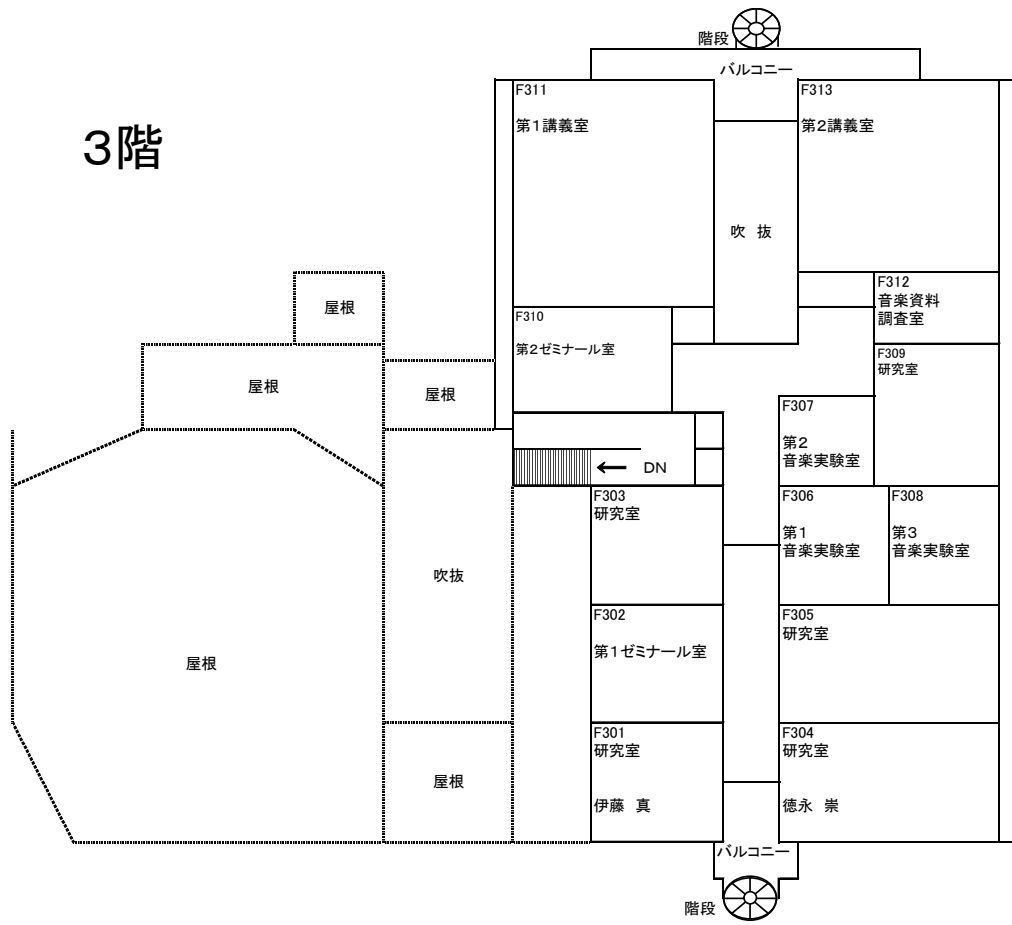 階段
バルコニー
F311
第１講義室
F313
第２講義室
３階
吹 抜
F312
音楽資料
調査室
屋根
F310
第２ゼミナール室
F309
研究室
屋根
屋根
F307
第２
音楽実験室
DN
F303
研究室
F306
第１
音楽実験室
F308
第３
音楽実験室
吹抜
F302
第１ゼミナール室
F305
研究室
屋根
F301
研究室
伊藤 真
F304
研究室
徳永 崇
屋根
バルコニー
階段